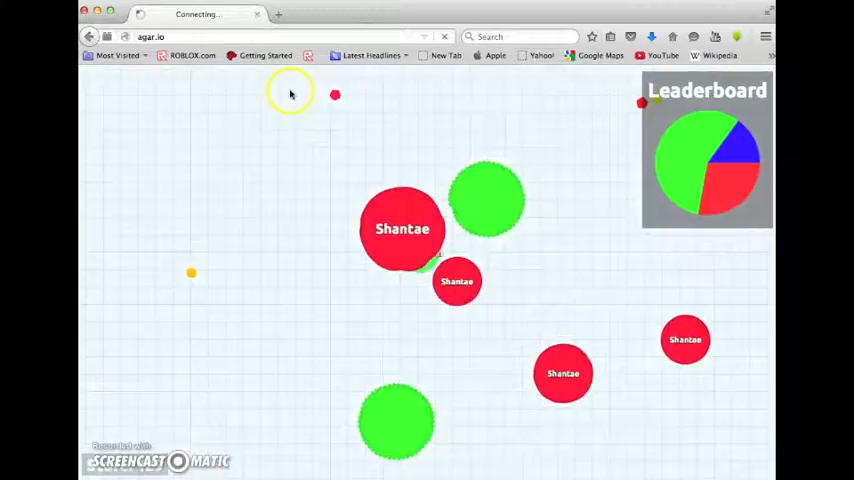 Connecting...
agar.io
Search
Most Visited
ROBLOX.com
Getting Started
Latest Headlines
New Tab
Apple
Yahoo!
Google Maps
YouTube
Wikipedia
Leaderboard
Shantae
Shantae
Shantae
Shantae
Recorded with
SCREENCAST MATIC